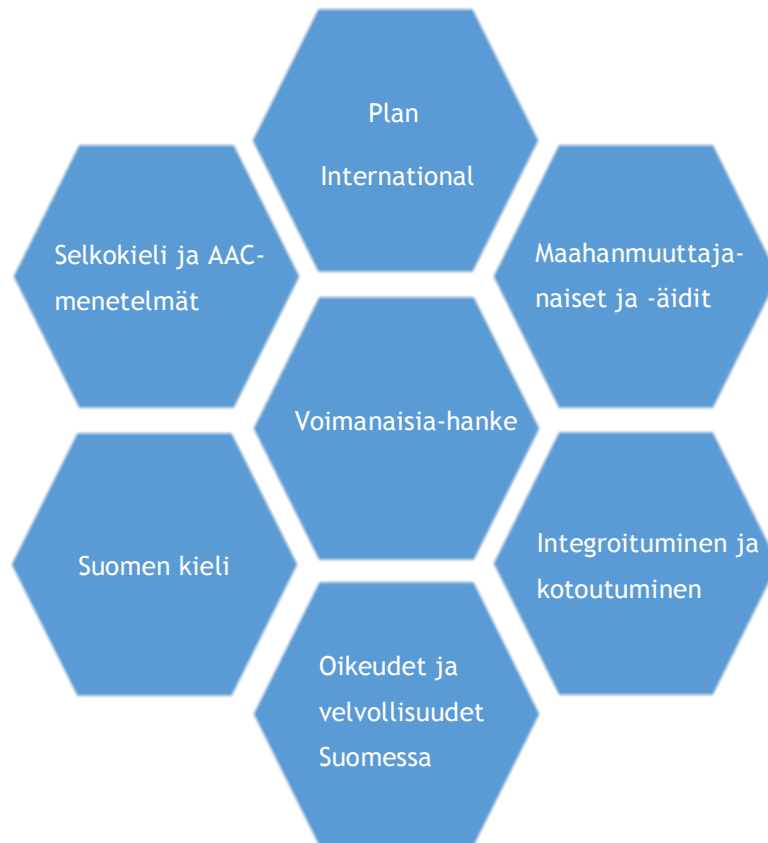 Plan
International
Selkokieli ja AAC-
menetelmät
Maahanmuuttaja-
naiset ja -äidit
Voimanaisia-hanke
Suomen kieli
Integroituminen ja
kotoutuminen
Oikeudet ja
velvollisuudet
Suomessa